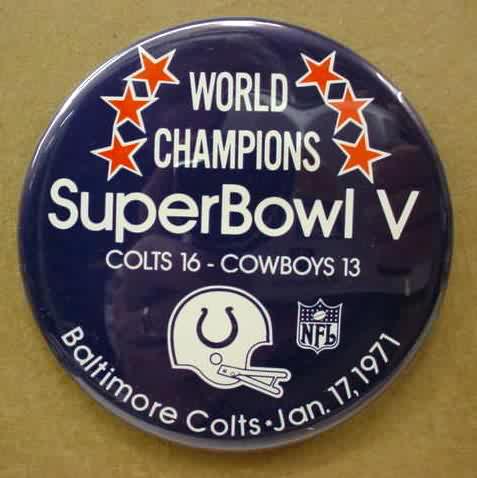 WORLD
CHAMPIONS
SuperBowl V
COLTS 16 - COWBOYS 13
NFL
Baltimore Colts • Jan. 17, 1971